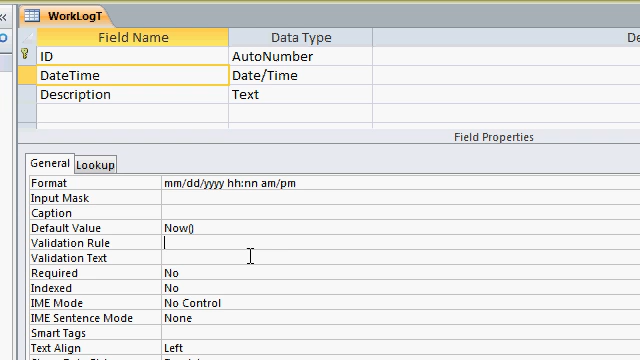 WorkLogT
Field Name Data Type De
ID AutoNumber
DateTime Date/Time
Description Text
Field Properties
General Lookup
Format mm/dd/yyyy hh:nn am/pm
Input Mask
Caption
Default Value Now()
Validation Rule
Validation Text
Required No
Indexed No
IME Mode No Control
IME Sentence Mode None
Smart Tags
Text Align Left